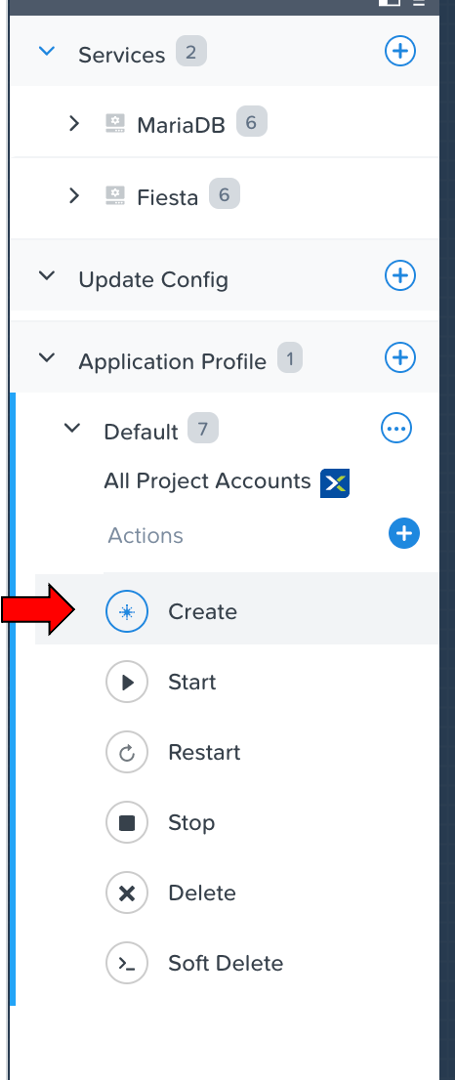 Services 2
MariaDB 6
Fiesta 6
Update Config
Application Profile 1
Default 7
All Project Accounts
Actions
Create
Start
Restart
Stop
Delete
Soft Delete